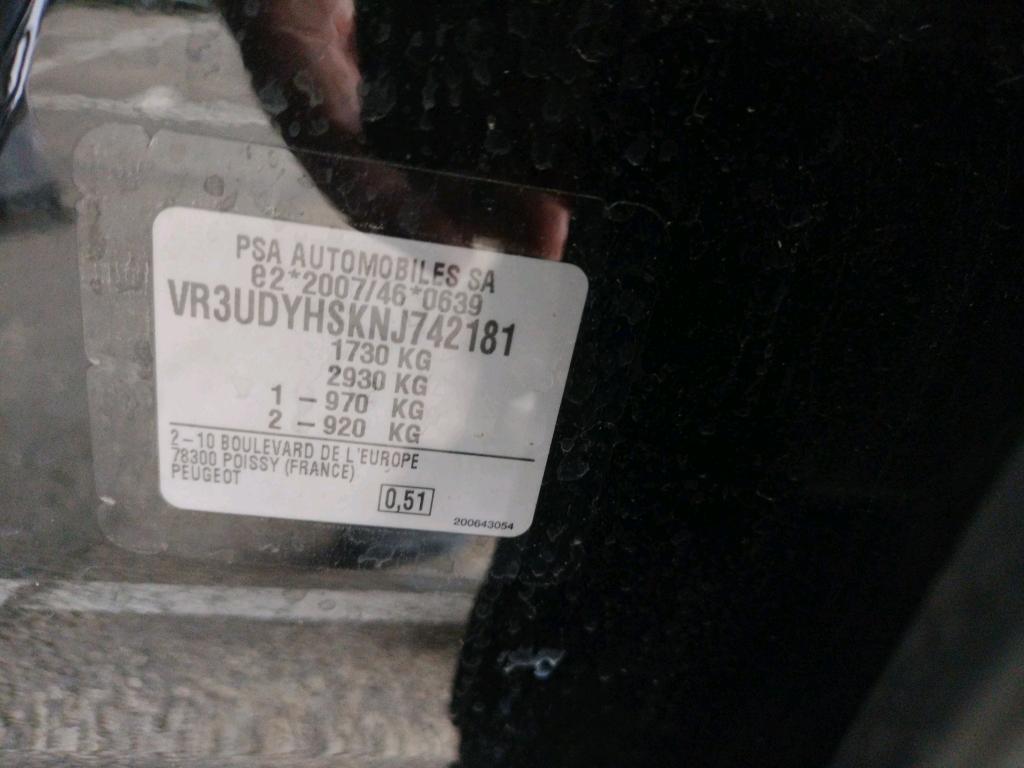 PSA AUTOMOBILES SA
e2*2007/46*0639
VR3UDYHSKNJ742181
1730 KG
2930 KG
1 – 970 KG
2 – 920 KG
2–10 BOULEVARD DE L'EUROPE
78300 POISSY (FRANCE)
PEUGEOT
0,51
200643054